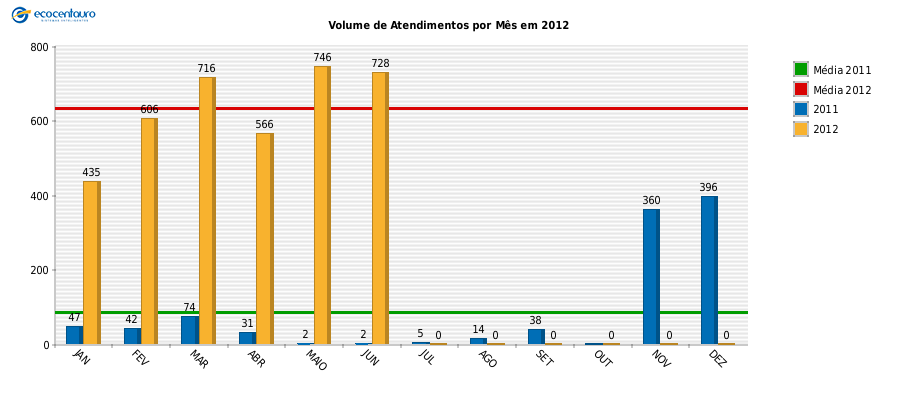 ecocentauro
Volume de Atendimentos por Mês em 2012
800
600
400
200
0
47
435
42
606
74
716
31
566
2
746
2
728
5
0
14
0
38
0
0
360
0
396
0
JAN
FEV
MAR
ABR
MAIO
JUN
JUL
AGO
SET
OUT
NOV
DEZ
Média 2011
Média 2012
2011
2012